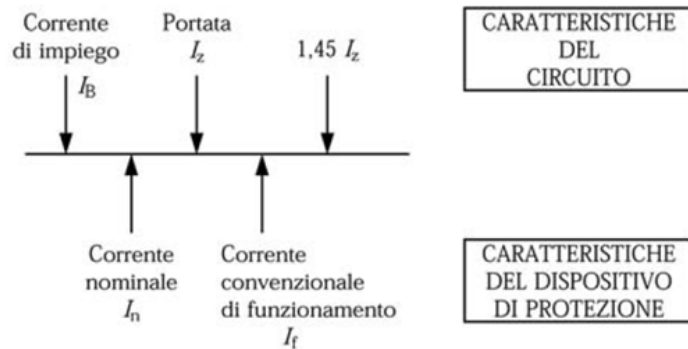 Corrente
di impiego
I_B
Portata
I_z
1,45 I_z
CARATTERISTICHE
DEL
CIRCUITO
Corrente
nominale
I_n
Corrente
convenzionale
di funzionamento
I_f
CARATTERISTICHE
DEL DISPOSITIVO
DI PROTEZIONE